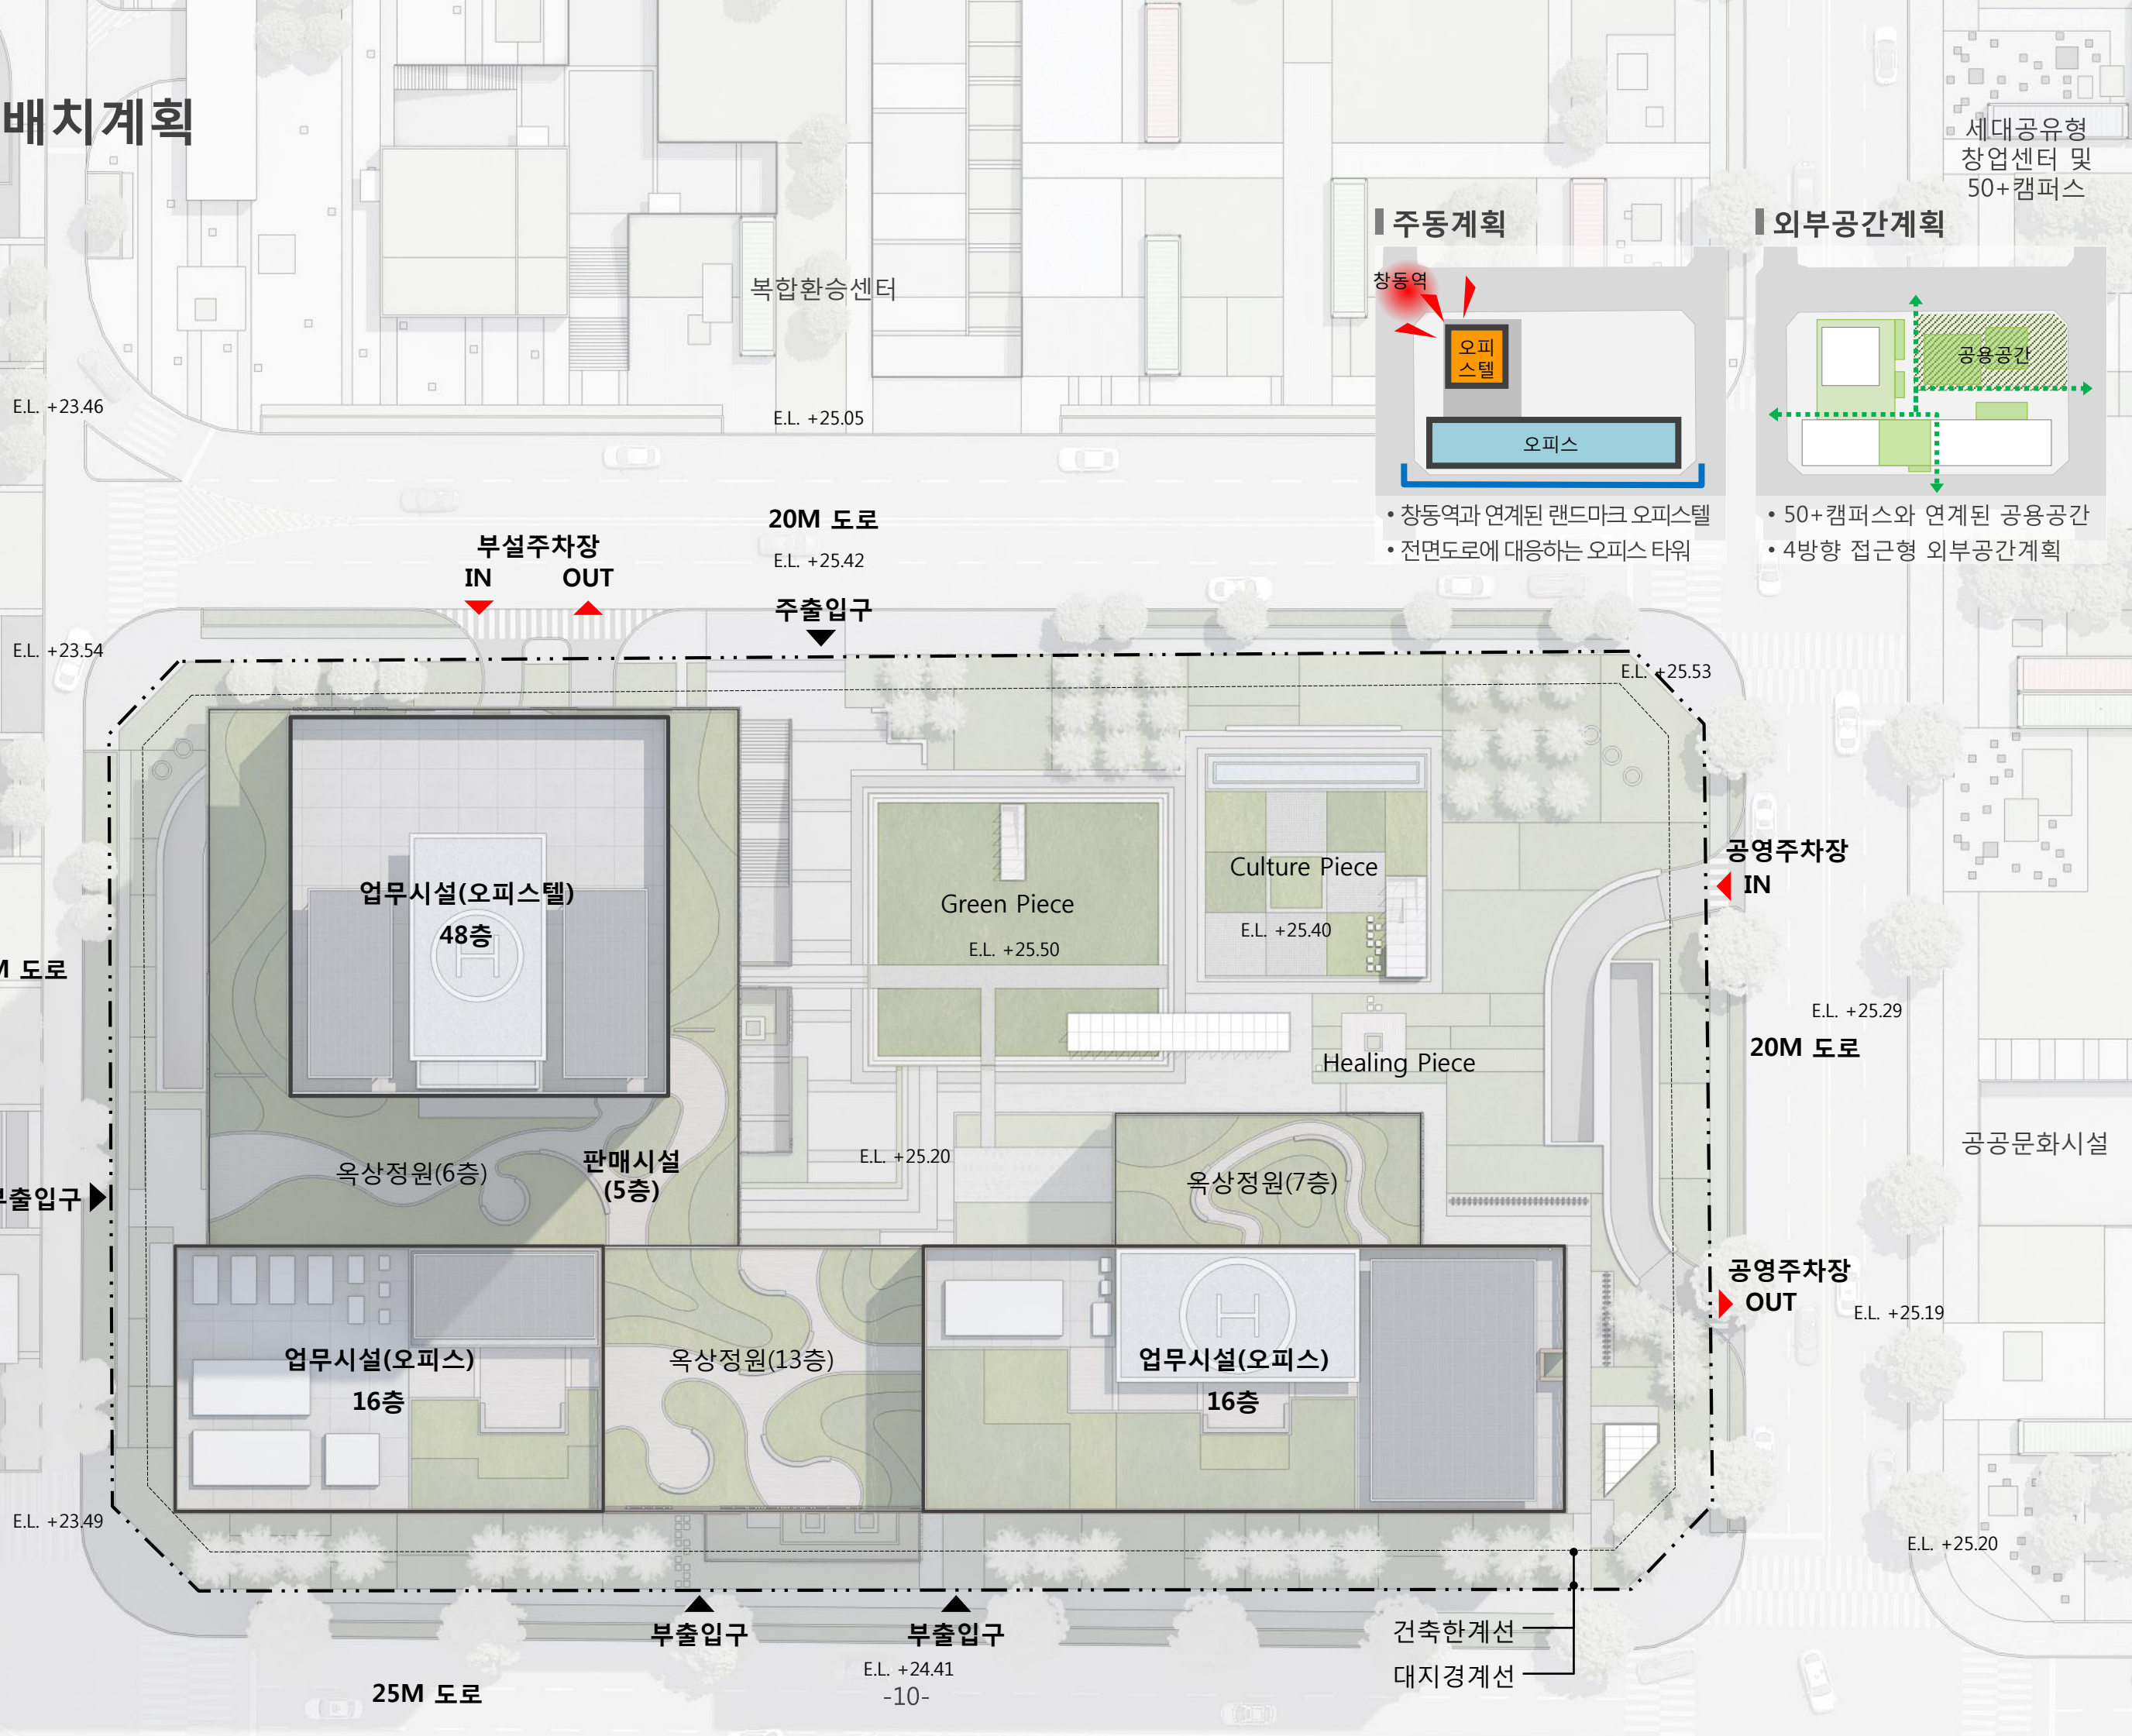 배치계획
세대공유형
창업센터 및
50+캠퍼스
주동계획
외부공간계획
창동역
오피
스텔
오피스
공용공간
• 창동역과 연계된 랜드마크 오피스텔
• 전면도로에 대응하는 오피스 타워
• 50+캠퍼스와 연계된 공용공간
• 4방향 접근형 외부공간계획
복합환승센터
E.L. +23.46
E.L. +25.05
20M 도로
E.L. +25.42
부설주차장
IN OUT
주출입구
E.L. +23.54
E.L. +25.53
공영주차장
IN
Culture Piece
E.L. +25.40
Green Piece
E.L. +25.50
업무시설(오피스텔)
48층
H
M 도로
E.L. +25.29
20M 도로
Healing Piece
공공문화시설
E.L. +25.20
옥상정원(6층)
판매시설
(5층)
옥상정원(7층)
부출입구
공영주차장
OUT
E.L. +25.19
업무시설(오피스)
16층
옥상정원(13층)
H
업무시설(오피스)
16층
E.L. +23.49
E.L. +25.20
부출입구
부출입구
건축한계선
대지경계선
E.L. +24.41
25M 도로
-10-